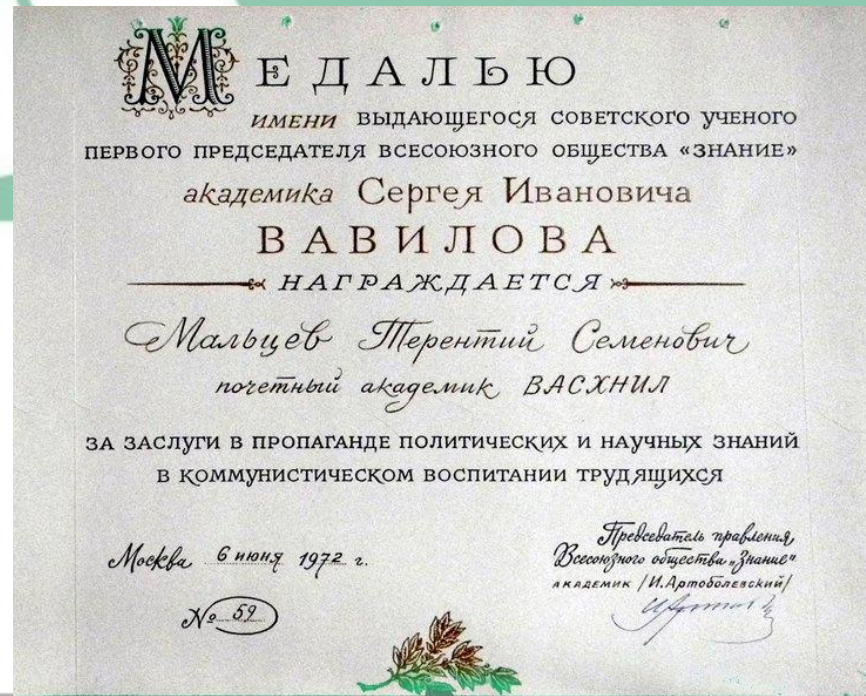 МЕДАЛЬЮ
ИМЕНИ ВЫДАЮЩЕГОСЯ СОВЕТСКОГО УЧЕНОГО
ПЕРВОГО ПРЕДСЕДАТЕЛЯ ВСЕСОЮЗНОГО ОБЩЕСТВА «ЗНАНИЕ»
академика Сергея Ивановича
ВАВИЛОВА
НАГРАЖДАЕТСЯ
Мальцев Терентий Семенович
почетный академик ВАСХНИЛ
ЗА ЗАСЛУГИ В ПРОПАГАНДЕ ПОЛИТИЧЕСКИХ И НАУЧНЫХ ЗНАНИЙ
В КОММУНИСТИЧЕСКОМ ВОСПИТАНИИ ТРУДЯЩИХСЯ
Москва 6 июня 1972 г.
№ 59
Председатель правления,
Всесоюзного общества „Знание“
АКАДЕМИК /И.Артоболевский/